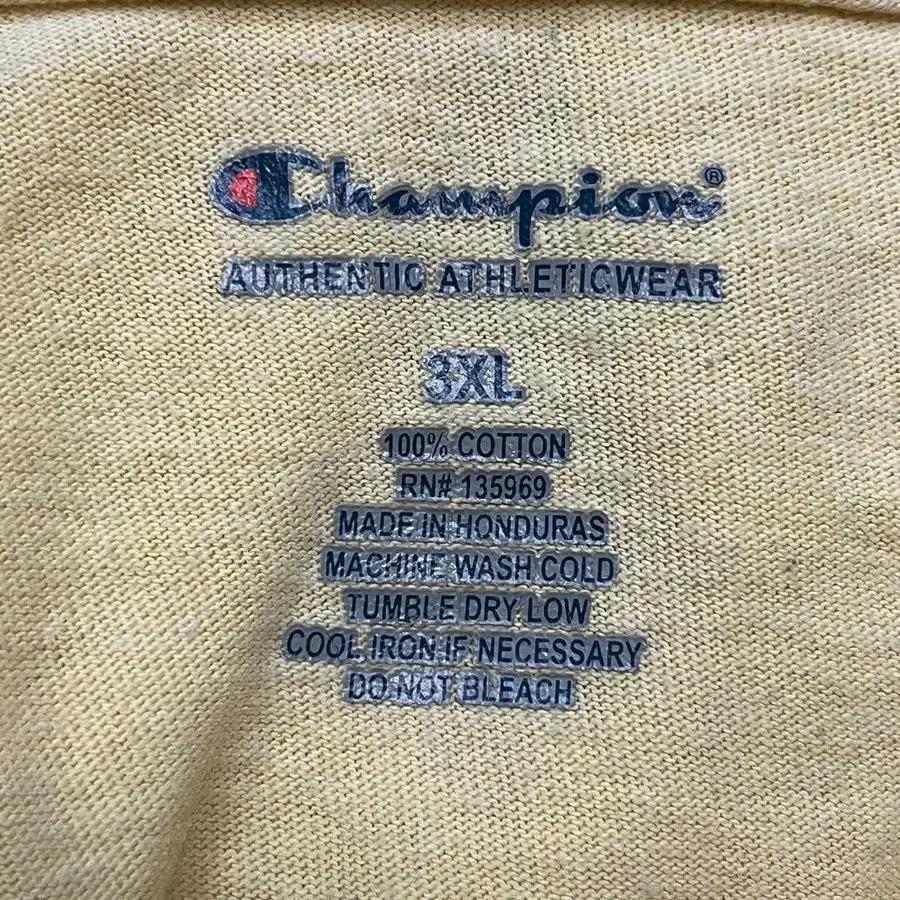 Champion®
AUTHENTIC ATHLETICWEAR
3XL
100% COTTON
RN# 135969
MADE IN HONDURAS
MACHINE WASH COLD
TUMBLE DRY LOW
COOL IRON IF NECESSARY
DO NOT BLEACH